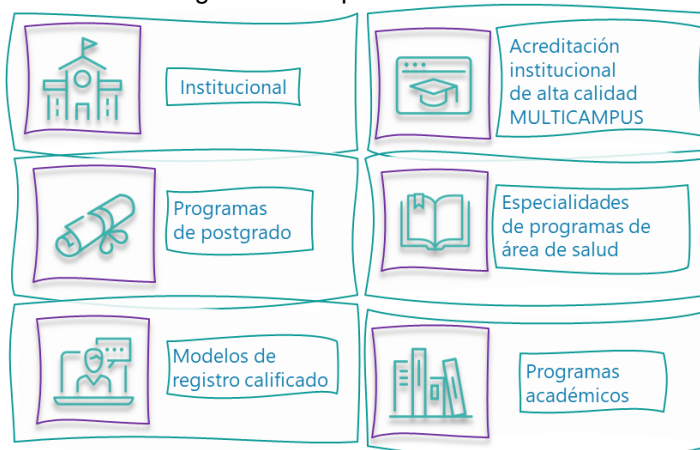 Institucional
Acreditación
institucional
de alta calidad
MULTICAMPUS
Programas
de postgrado
Especialidades
de programas de
área de salud
Modelos de
registro calificado
Programas
académicos